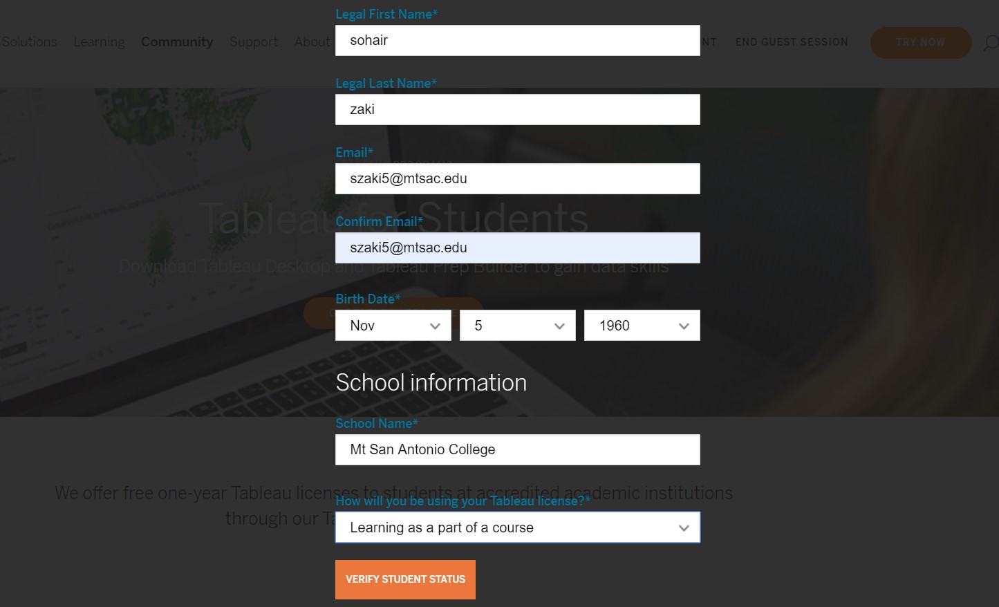 Legal First Name*
Solutions Learning Community Support About sohair NT END GUEST SESSION TRY NOW
Legal Last Name*
zaki
Email*
szaki5@mtsac.edu
Tableau for Students
Confirm Email*
szaki5@mtsac.edu
Download Tableau Desktop and Tableau Prep Builder to gain data skills
Birth Date*
Nov 5 1960
School information
School Name*
Mt San Antonio College
We offer free one-year Tableau licenses to students at accredited academic institutions
How will you be using your Tableau license?*
through our Ta
Learning as a part of a course
VERIFY STUDENT STATUS